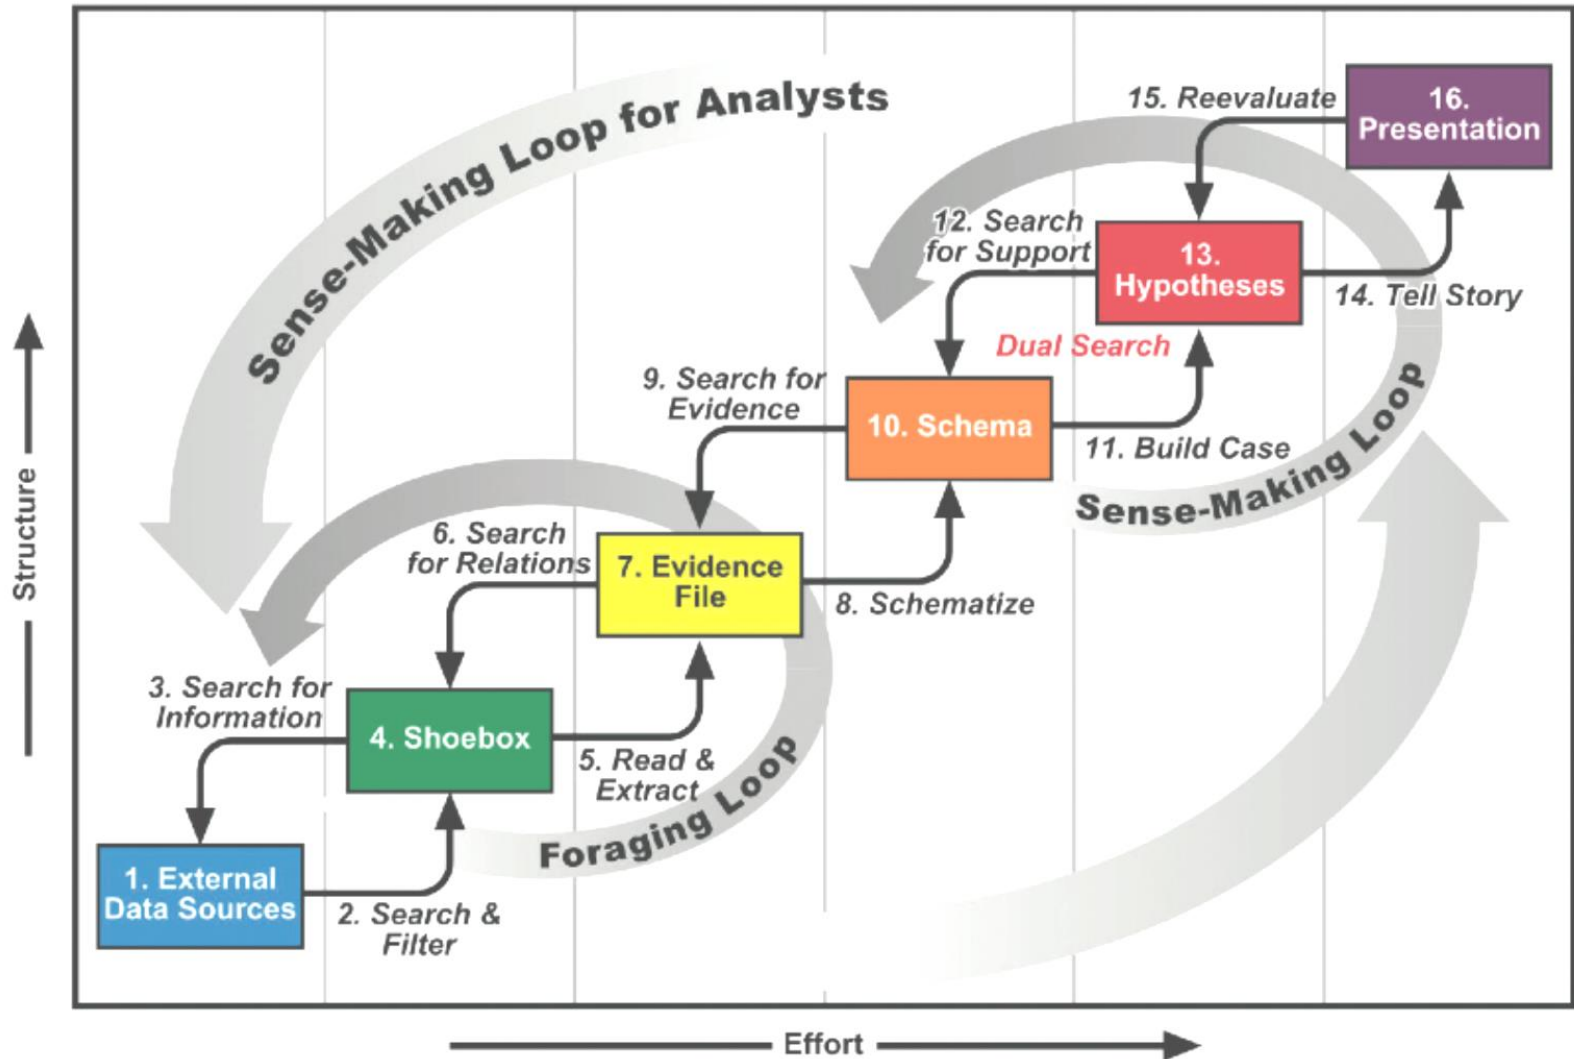 Sense-Making Loop for Analysts
15. Reevaluate
16.
Presentation
12. Search
for Support
13.
Hypotheses
14. Tell Story
Dual Search
9. Search for
Evidence
10. Schema
11. Build Case
Sense-Making Loop
6. Search
for Relations
7. Evidence
File
8. Schematize
3. Search for
Information
4. Shoebox
5. Read &
Extract
Foraging Loop
1. External
Data Sources
2. Search &
Filter
Structure
Effort